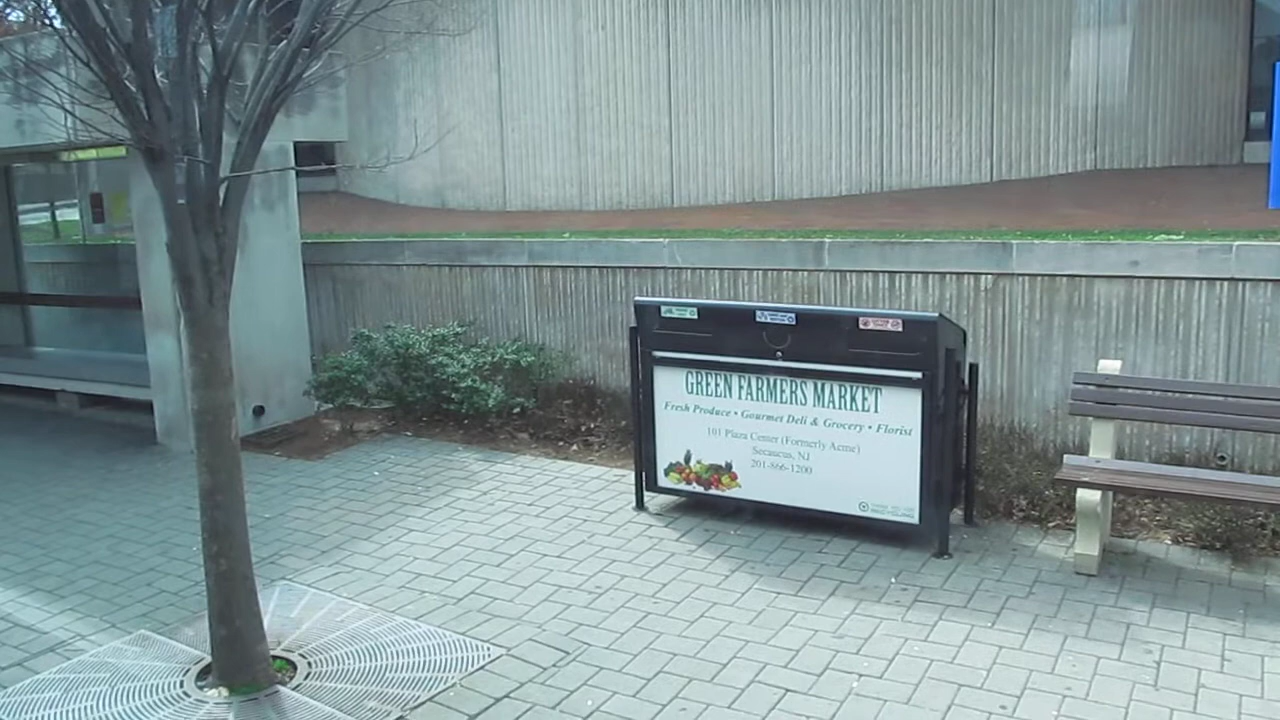 GREEN FARMERS MARKET
Fresh Produce • Gourmet Deli & Grocery • Florist
101 Plaza Center (Formerly Acme)
Secaucus, NJ
201-866-1200
RECYCLING